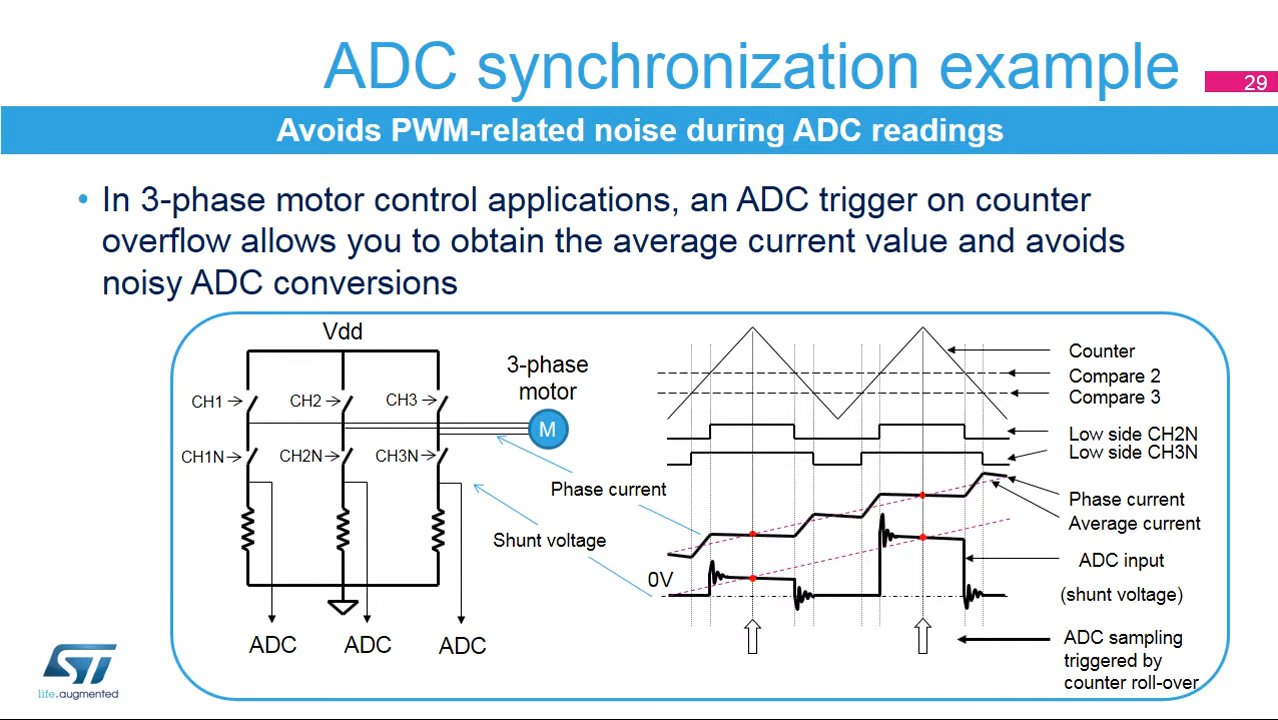 ADC synchronization example
29
Avoids PWM-related noise during ADC readings
• In 3-phase motor control applications, an ADC trigger on counter
overflow allows you to obtain the average current value and avoids
noisy ADC conversions
Vdd
3-phase
motor
CH1
CH2
CH3
M
CH1N
CH2N
CH3N
Phase current
Shunt voltage
ADC
ADC
ADC
Counter
Compare 2
Compare 3
Low side CH2N
Low side CH3N
Phase current
Average current
0V
ADC input
(shunt voltage)
ADC sampling
triggered by
counter roll-over
ST
life.augmented